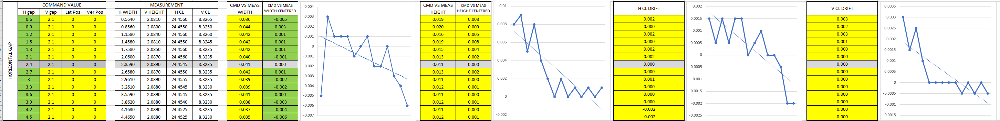 COMMAND VALUE MEASUREMENT CMD VS MEAS WIDTH CMD VS MEAS WIDTH CENTERED CMD VS MEAS HEIGHT CMD VS MEAS HEIGHT CENTERED H CL DRIFT V CL DRIFT
H gap V gap Lat Pos Ver Pos H WIDTH V HEIGHT H CL V CL
HORIZONTAL GAP
0.6 2.1 0 0 0.5640 2.0810 24.4560 8.3265 0.036 -0.005 0.019 0.008 0.002 0.003
0.9 2.1 0 0 0.8560 2.0800 24.4550 8.3250 0.044 0.003 0.020 0.009 0.000 0.002
1.2 2.1 0 0 1.1580 2.0840 24.4560 8.3260 0.042 0.001 0.016 0.005 0.002 0.003
1.5 2.1 0 0 1.4580 2.0810 24.4550 8.3245 0.042 0.001 0.019 0.008 0.000 0.001
1.8 2.1 0 0 1.7580 2.0850 24.4560 8.3235 0.042 0.001 0.015 0.004 0.002 0.000
2.1 2.1 0 0 2.0600 2.0870 24.4560 8.3235 0.040 -0.001 0.013 0.002 0.002 0.000
2.4 2.1 0 0 2.3590 2.0890 24.4545 8.3235 0.041 0.000 0.011 0.000 0.000 0.000
2.7 2.1 0 0 2.6580 2.0870 24.4550 8.3235 0.042 0.001 0.013 0.002 0.000 0.000
3 2.1 0 0 2.9610 2.0890 24.4555 8.3235 0.039 -0.002 0.011 0.000 0.001 0.000
3.3 2.1 0 0 3.2610 2.0880 24.4545 8.3230 0.039 -0.002 0.012 0.001 0.000 0.000
3.6 2.1 0 0 3.5590 2.0890 24.4545 8.3235 0.041 0.000 0.011 0.000 0.000 0.000
3.9 2.1 0 0 3.8620 2.0880 24.4540 8.3230 0.038 -0.003 0.012 0.001 0.000 0.000
4.2 2.1 0 0 4.1630 2.0890 24.4525 8.3235 0.037 -0.004 0.011 0.000 -0.002 0.000
4.5 2.1 0 0 4.4650 2.0880 24.4525 8.3230 0.035 -0.006 0.012 0.001 -0.002 0.000
0.004
0.003
0.002
0.001
0
-0.001
-0.002
-0.003
-0.004
-0.005
-0.006
-0.007
0.01
0.008
0.006
0.004
0.002
0
-0.002
0.002
0.0015
0.001
0.0005
0
-0.0005
-0.001
-0.0015
-0.002
-0.0025
0.0035
0.003
0.0025
0.002
0.0015
0.001
0.0005
0
-0.0005
-0.001
-0.0015